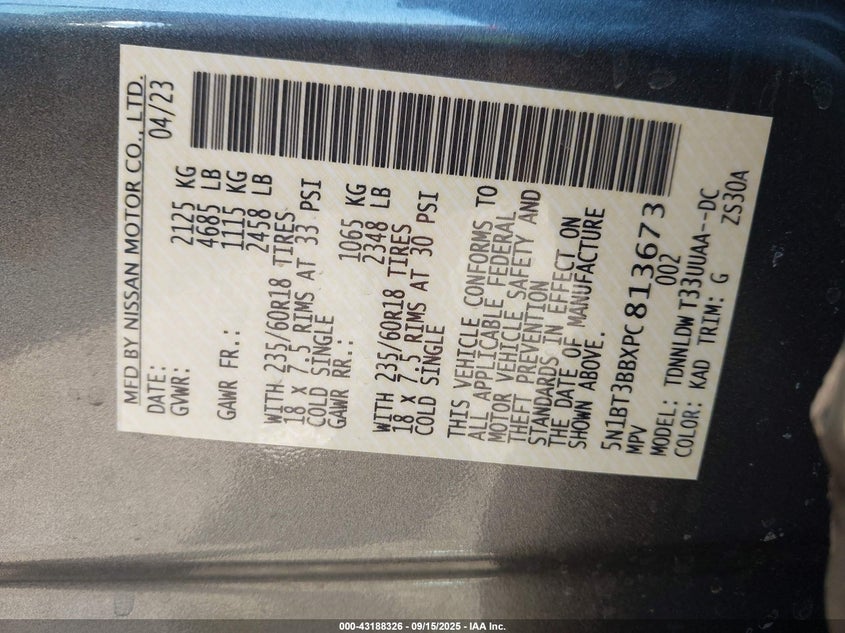 MFD BY NISSAN MOTOR CO., LTD.
DATE: 04/23
GVWR: 2125 KG
4685 LB
GAWR FR.: 1115 KG
2458 LB
WITH 235/60R18 TIRES
18 X 7.5 RIMS AT 33 PSI
COLD SINGLE
GAWR RR.: 1065 KG
2348 LB
WITH 235/60R18 TIRES
18 X 7.5 RIMS AT 30 PSI
COLD SINGLE
THIS VEHICLE CONFORMS TO
ALL APPLICABLE FEDERAL
MOTOR VEHICLE SAFETY AND
THEFT PREVENTION
STANDARDS IN EFFECT ON
THE DATE OF MANUFACTURE
SHOWN ABOVE.
5N1BT3BBXPC813673
MPV 002
MODEL: TDNNLDW T33UUAA--DC
COLOR: KAD TRIM: G ZS30A
000-43188326 - 09/15/2025 - IAA Inc.